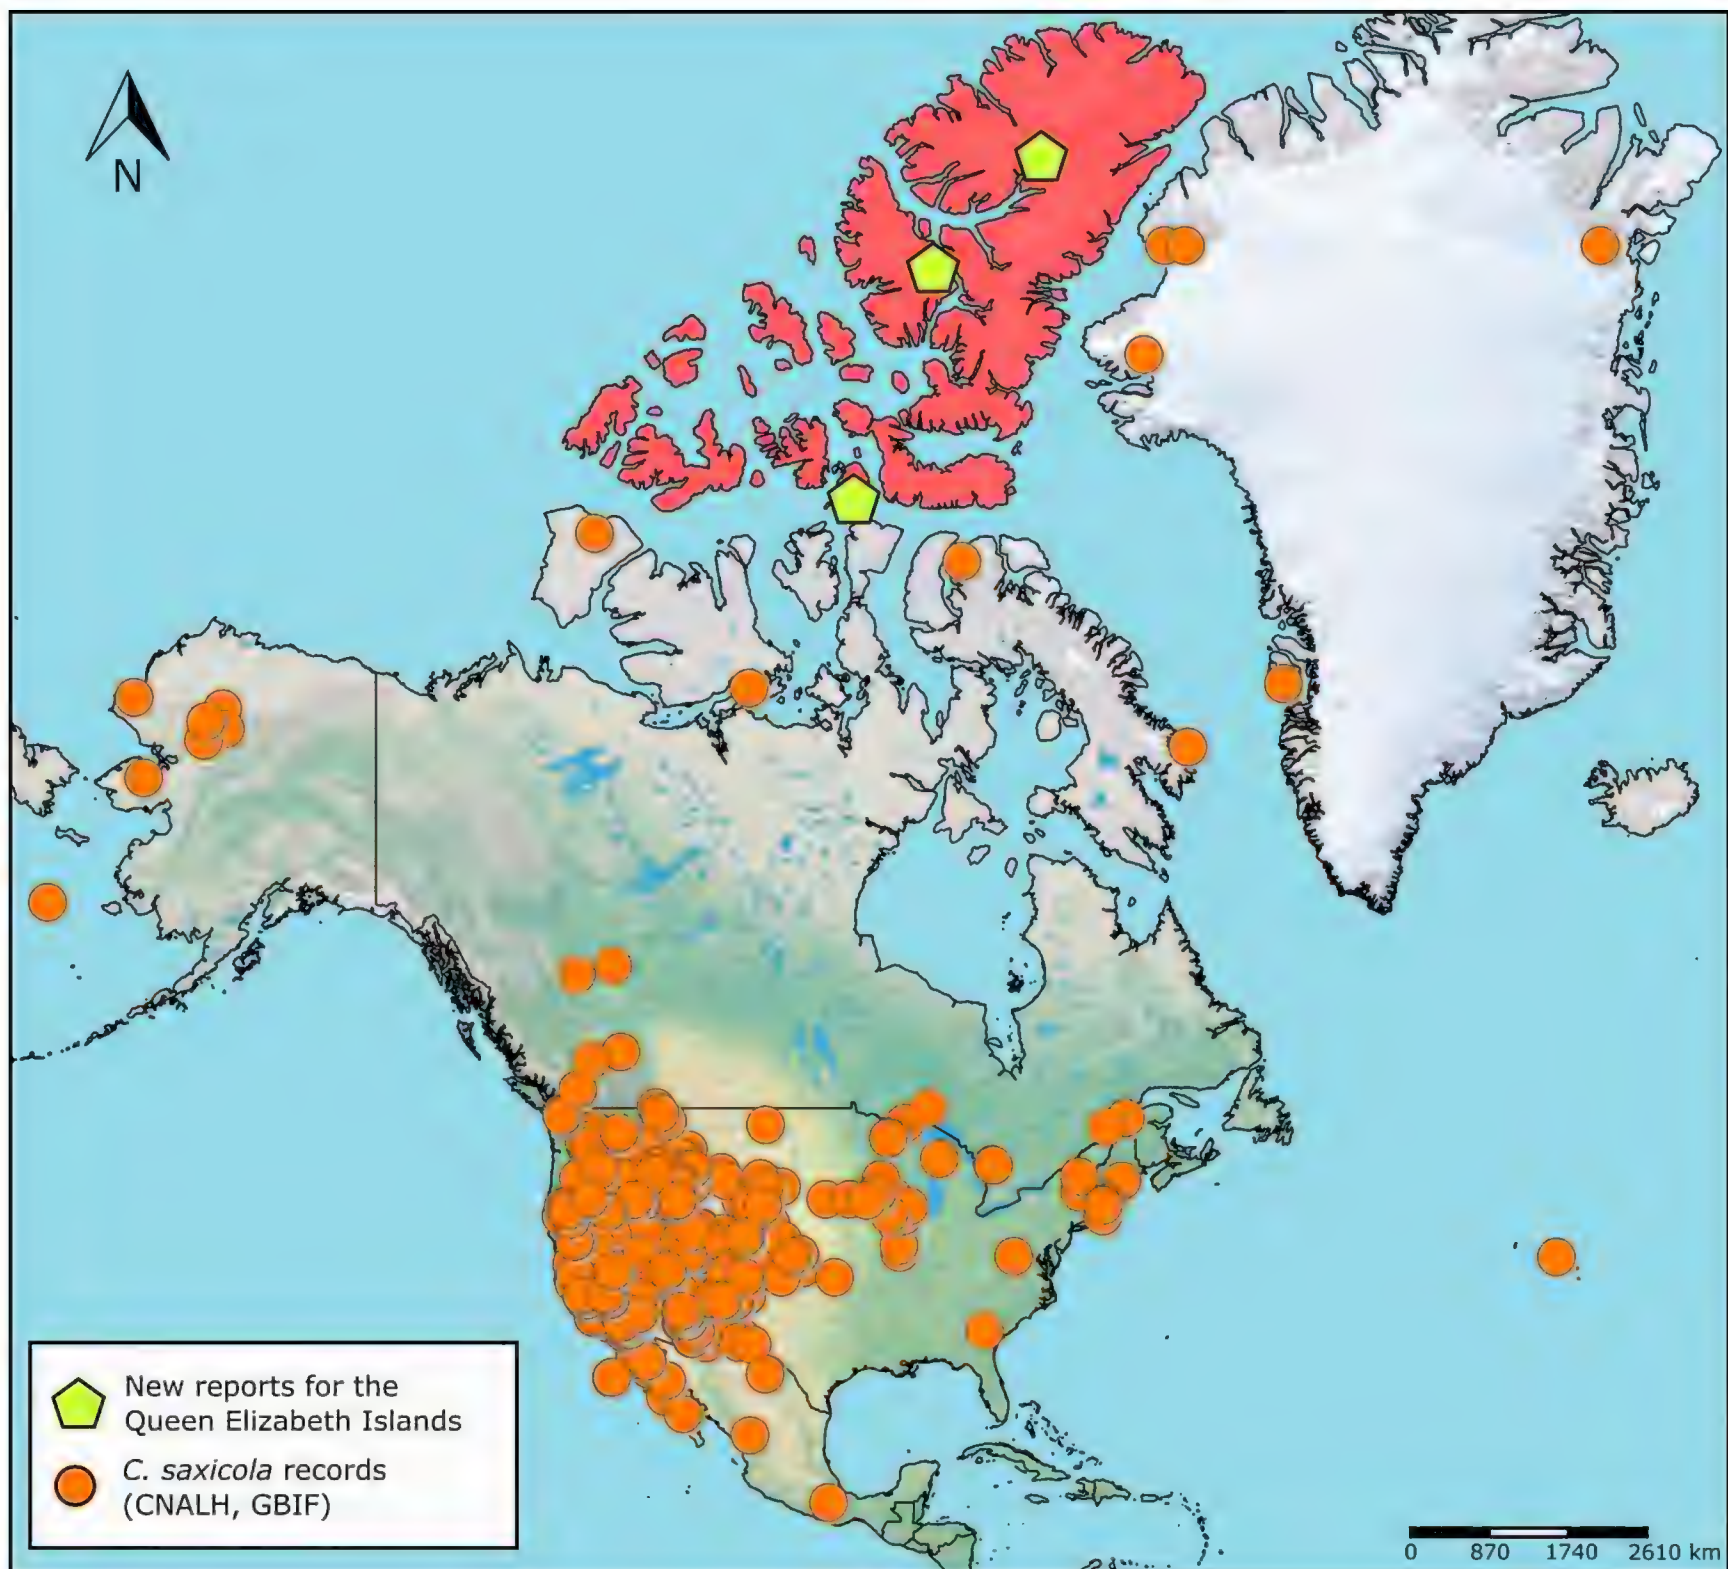 N
New reports for the
Queen Elizabeth Islands
C. saxicola records
(CNALH, GBIF)
0 870 1740 2610 km